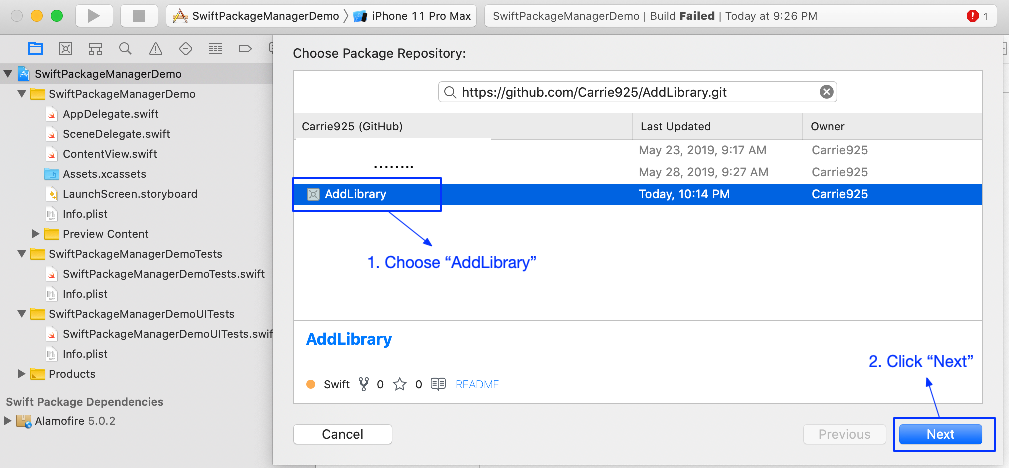 SwiftPackageManagerDemo
iPhone 11 Pro Max
SwiftPackageManagerDemo | Build Failed | Today at 9:26 PM
1
SwiftPackageManagerDemo
SwiftPackageManagerDemo
AppDelegate.swift
SceneDelegate.swift
ContentView.swift
Assets.xcassets
LaunchScreen.storyboard
Info.plist
Preview Content
SwiftPackageManagerDemoTests
SwiftPackageManagerDemoTests.swift
Info.plist
SwiftPackageManagerDemoUITests
SwiftPackageManagerDemoUITests.swif
Info.plist
Products
Swift Package Dependencies
Alamofire 5.0.2
Choose Package Repository:
https://github.com/Carrie925/AddLibrary.git
Carrie925 (GitHub) Last Updated Owner
May 23, 2019, 9:17 AM Carrie925
........
May 28, 2019, 9:27 AM Carrie925
AddLibrary Today, 10:14 PM Carrie925
1. Choose “AddLibrary”
AddLibrary
Swift 0 0 README
2. Click “Next”
Cancel Previous Next